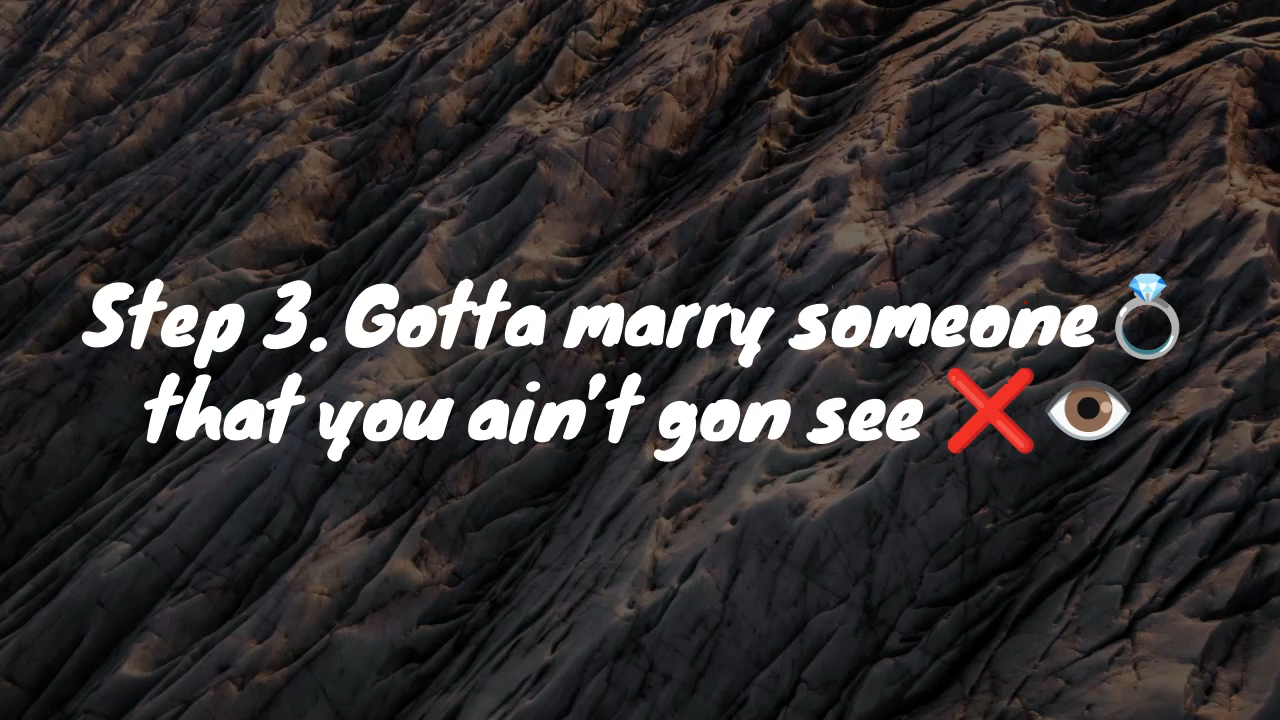 Step 3. Gotta marry someone 💍
that you ain't gon see ❌ 👁️